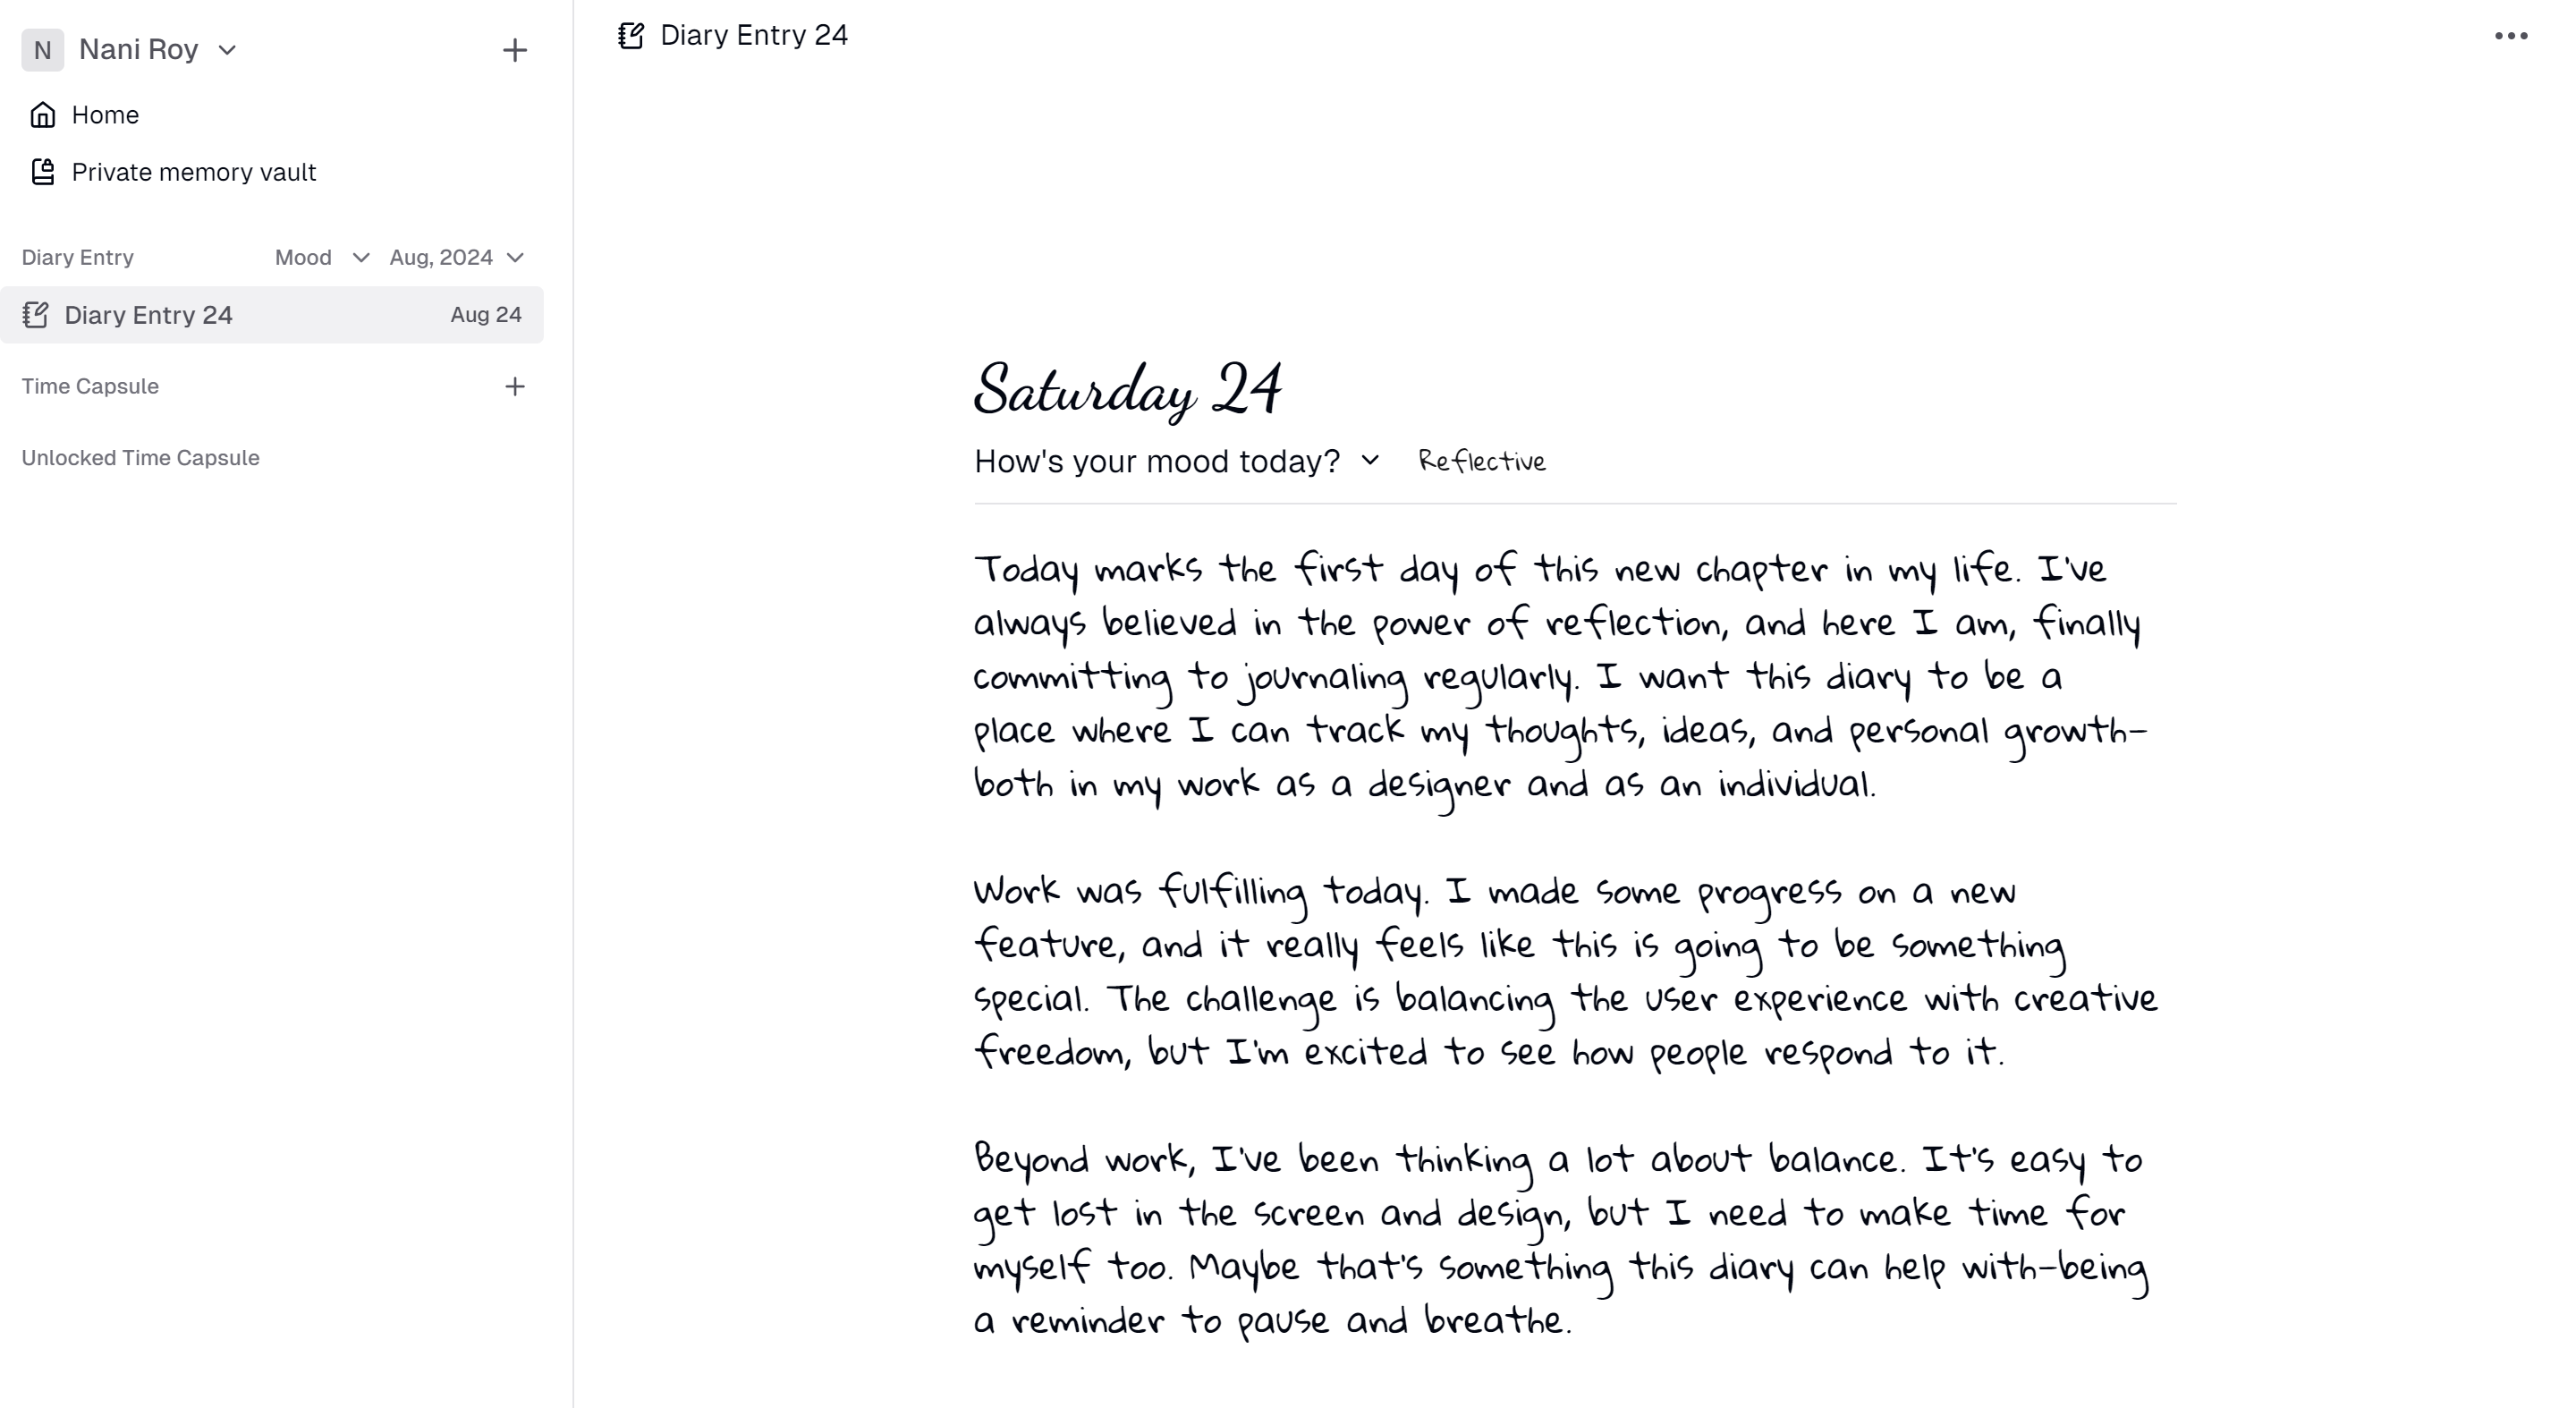 N Nani Roy
Home
Private memory vault
Diary Entry Mood Aug, 2024
Diary Entry 24 Aug 24
Time Capsule
Unlocked Time Capsule
Diary Entry 24
Saturday 24
How's your mood today? Reflective
Today marks the first day of this new chapter in my life. I've
always believed in the power of reflection, and here I am, finally
committing to journaling regularly. I want this diary to be a
place where I can track my thoughts, ideas, and personal growth—
both in my work as a designer and as an individual.
Work was fulfilling today. I made some progress on a new
feature, and it really feels like this is going to be something
special. The challenge is balancing the user experience with creative
freedom, but I'm excited to see how people respond to it.
Beyond work, I've been thinking a lot about balance. It's easy to
get lost in the screen and design, but I need to make time for
myself too. Maybe that's something this diary can help with—being
a reminder to pause and breathe.